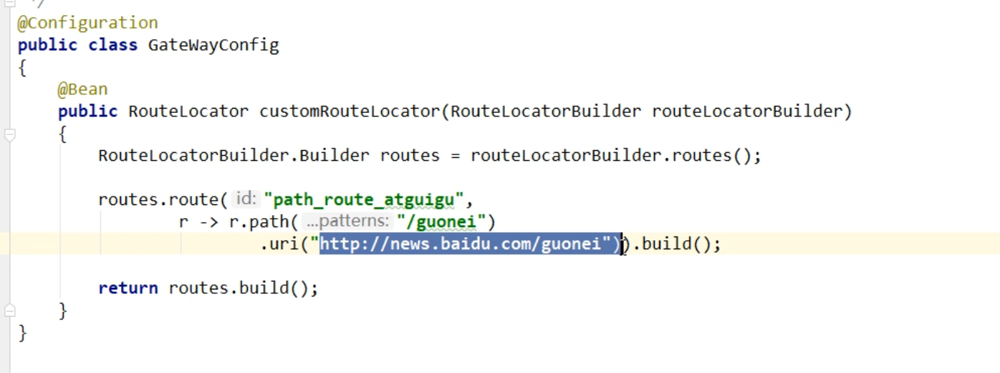 */
@Configuration
public class GateWayConfig
{
@Bean
public RouteLocator customRouteLocator(RouteLocatorBuilder routeLocatorBuilder)
{
RouteLocatorBuilder.Builder routes = routeLocatorBuilder.routes();
routes.route( id: "path_route_atguigu",
r -> r.path( ...patterns: "/guonei")
.uri("http://news.baidu.com/guonei")).build();
return routes.build();
}
}